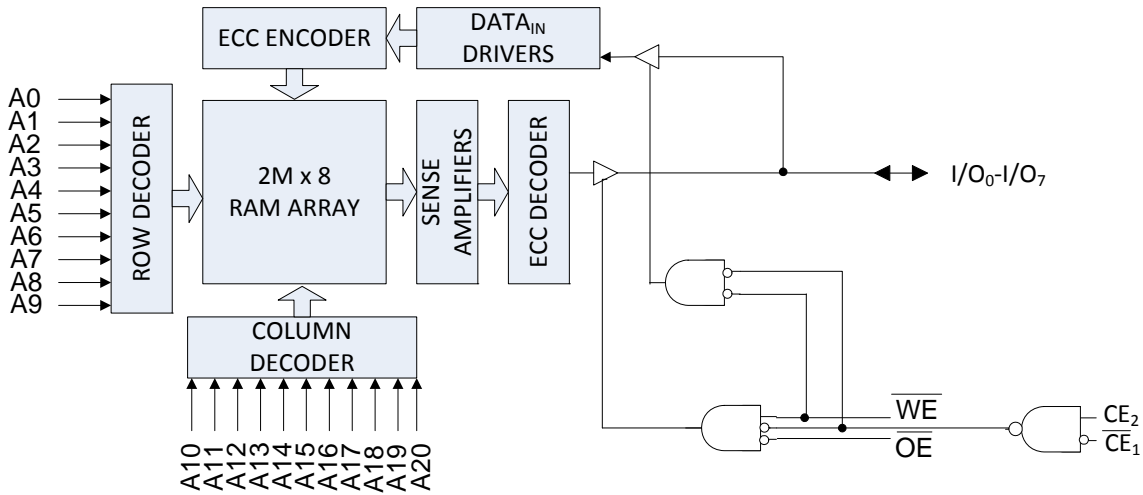 ECC ENCODER
DATAIN
DRIVERS
A0
A1
A2
A3
A4
A5
A6
A7
A8
A9
ROW DECODER
2M x 8
RAM ARRAY
SENSE
AMPLIFIERS
ECC DECODER
I/O0-I/O7
COLUMN
DECODER
A10
A11
A12
A13
A14
A15
A16
A17
A18
A19
A20
WE
OE
CE2
CE1